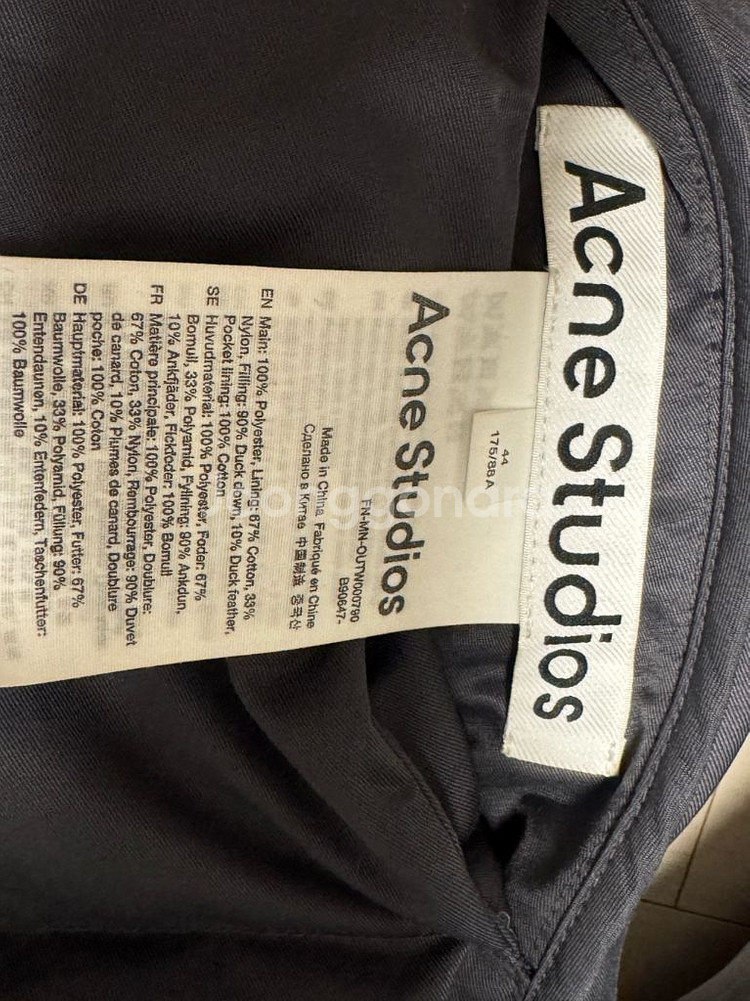 Acne Studios
44
175/88 A
Acne Studios
FN-MN-OUTW000790
B90647-
Made in China Fabriqué en Chine
Сделано в Китае 中国制造 중국산
EN Main: 100% Polyester, Lining: 67% Cotton, 33%
Nylon, Filling: 90% Duck down, 10% Duck feather,
Pocket lining: 100% Cotton
SE Huvudmaterial: 100% Polyester, Foder: 67%
Bomull, 33% Polyamid, Fyllning: 90% Ankdun,
10% Ankfjäder, Fickfoder: 100% Bomull
FR Matière principale: 100% Polyester, Doublure:
67% Coton, 33% Nylon, Rembourrage: 90% Duvet
de canard, 10% Plumes de canard, Doublure
poche: 100% Coton
DE Hauptmaterial: 100% Polyester, Futter: 67%
Baumwolle, 33% Polyamid, Füllung: 90%
Entendaunen, 10% Entenfedern, Taschenfutter:
100% Baumwolle